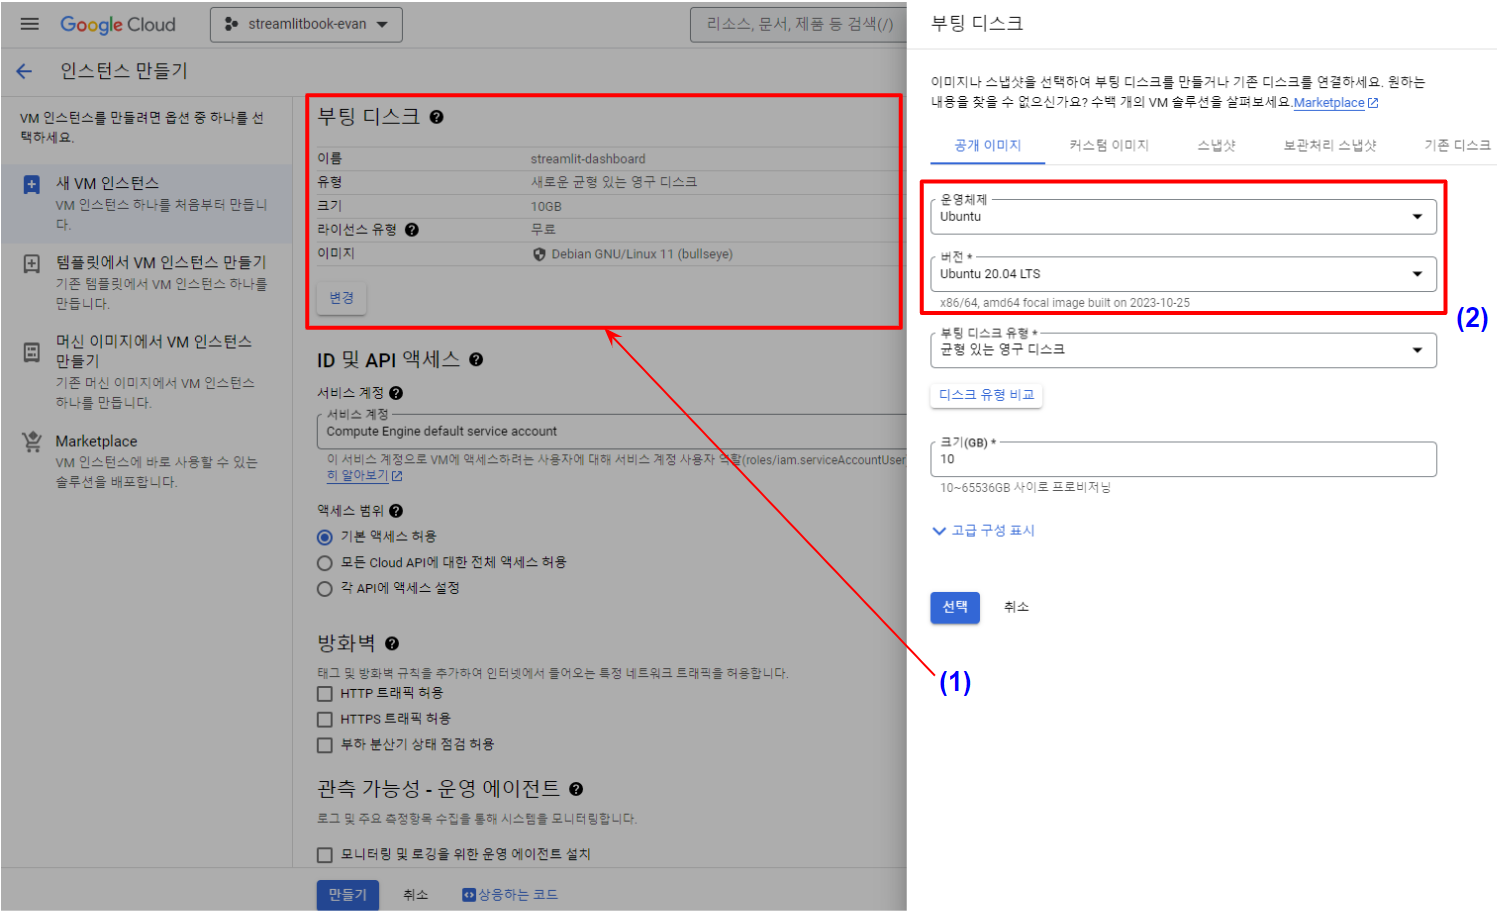 Google Cloud
streamlitbook-evan
리소스, 문서, 제품 등 검색(/)
인스턴스 만들기
VM 인스턴스를 만들려면 옵션 중 하나를 선
택하세요.
새 VM 인스턴스
VM 인스턴스 하나를 처음부터 만듭니
다.
템플릿에서 VM 인스턴스 만들기
기존 템플릿에서 VM 인스턴스 하나를
만듭니다.
머신 이미지에서 VM 인스턴스
만들기
기존 머신 이미지에서 VM 인스턴스
하나를 만듭니다.
Marketplace
VM 인스턴스에 바로 사용할 수 있는
솔루션을 배포합니다.
부팅 디스크
이름 streamlit-dashboard
유형 새로운 균형 있는 영구 디스크
크기 10GB
라이선스 유형 무료
이미지 Debian GNU/Linux 11 (bullseye)
변경
ID 및 API 액세스
서비스 계정
서비스 계정
Compute Engine default service account
이 서비스 계정으로 VM에 액세스하려는 사용자에 대해 서비스 계정 사용자 역할(roles/iam.serviceAccountUser
히 알아보기
액세스 범위
기본 액세스 허용
모든 Cloud API에 대한 전체 액세스 허용
각 API에 액세스 설정
방화벽
태그 및 방화벽 규칙을 추가하여 인터넷에서 들어오는 특정 네트워크 트래픽을 허용합니다.
HTTP 트래픽 허용
HTTPS 트래픽 허용
부하 분산기 상태 점검 허용
관측 가능성 - 운영 에이전트
로그 및 주요 측정항목 수집을 통해 시스템을 모니터링합니다.
모니터링 및 로깅을 위한 운영 에이전트 설치
만들기 취소 상응하는 코드
부팅 디스크
이미지나 스냅샷을 선택하여 부팅 디스크를 만들거나 기존 디스크를 연결하세요. 원하는
내용을 찾을 수 없으신가요? 수백 개의 VM 솔루션을 살펴보세요.Marketplace
공개 이미지 커스텀 이미지 스냅샷 보관처리 스냅샷 기존 디스크
운영체제
Ubuntu
버전 *
Ubuntu 20.04 LTS
x86/64, amd64 focal image built on 2023-10-25
(2)
부팅 디스크 유형 *
균형 있는 영구 디스크
디스크 유형 비교
크기(GB) *
10
10~65536GB 사이로 프로비저닝
고급 구성 표시
선택 취소
(1)